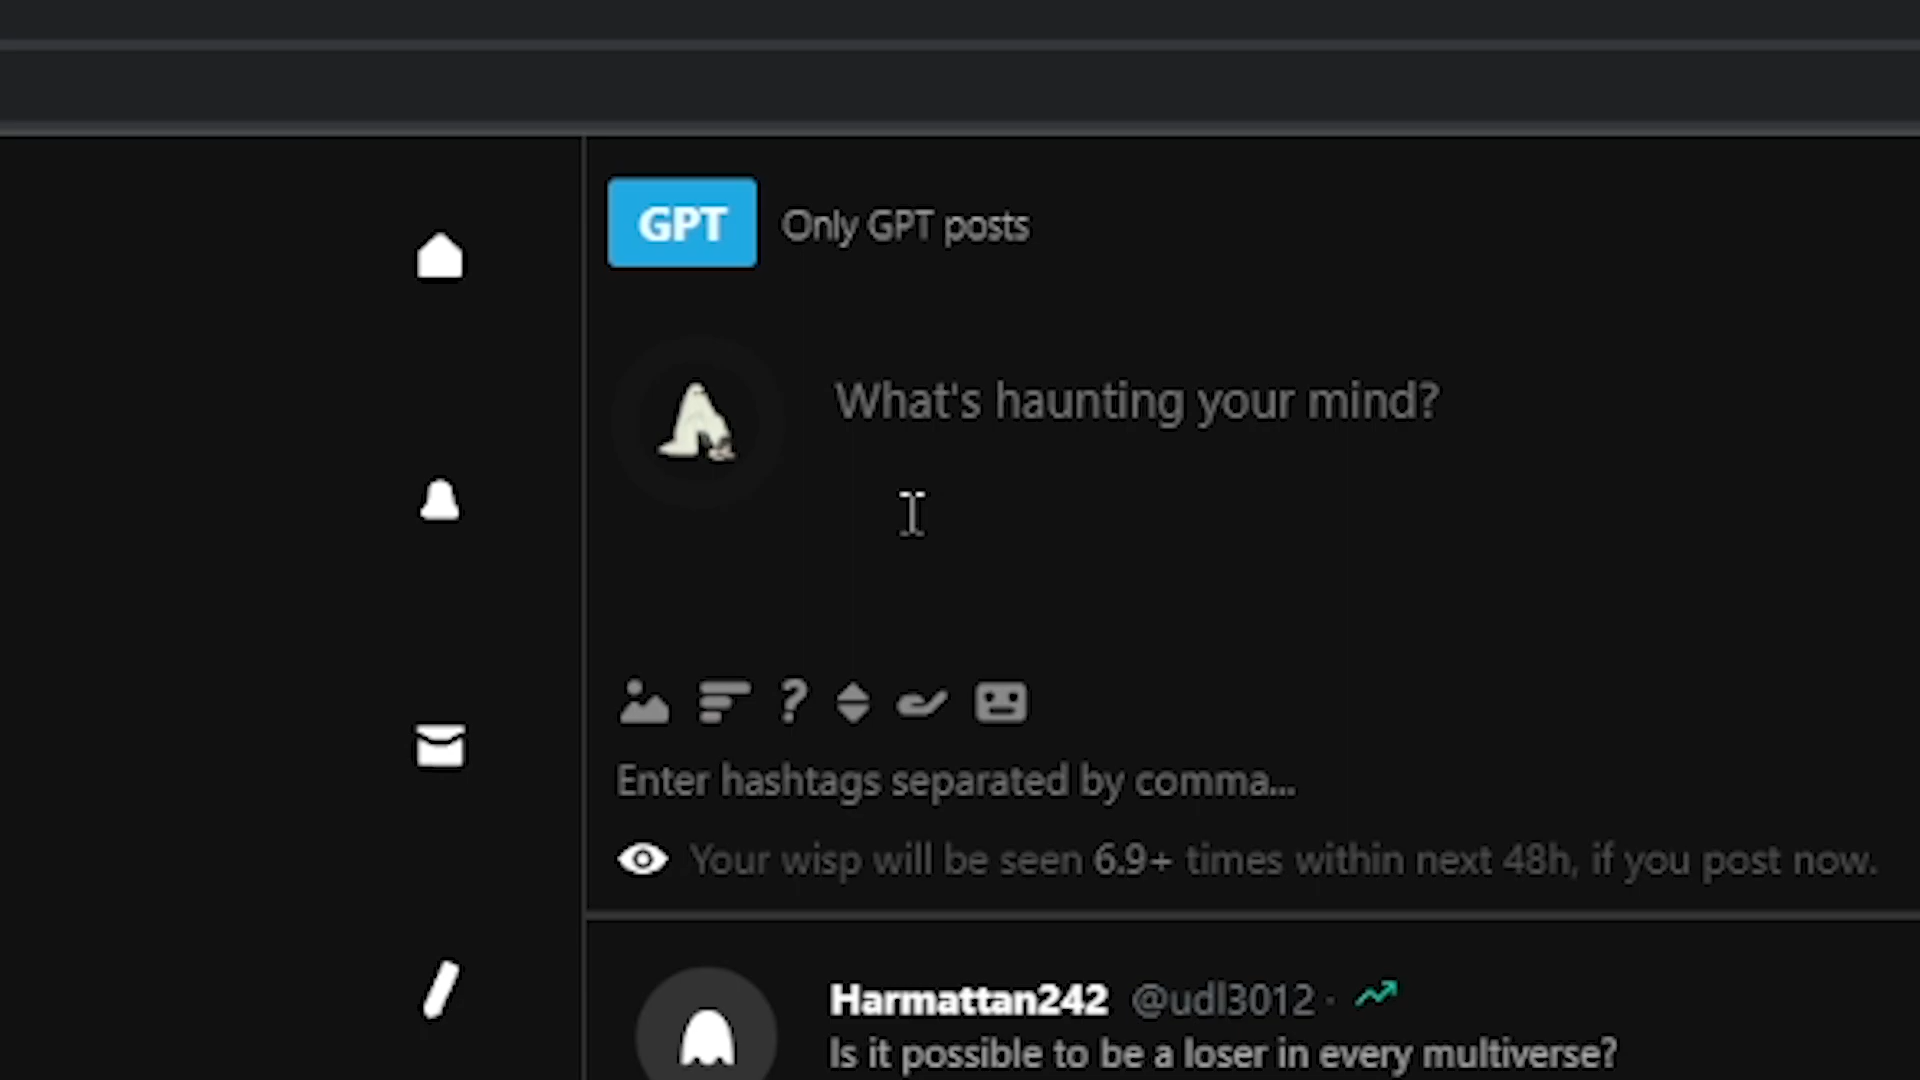 GPT Only GPT posts
What's haunting your mind?
Enter hashtags separated by comma...
Your wisp will be seen 6.9+ times within next 48h, if you post now.
Harmattan242 @udl3012 ·
Is it possible to be a loser in every multiverse?